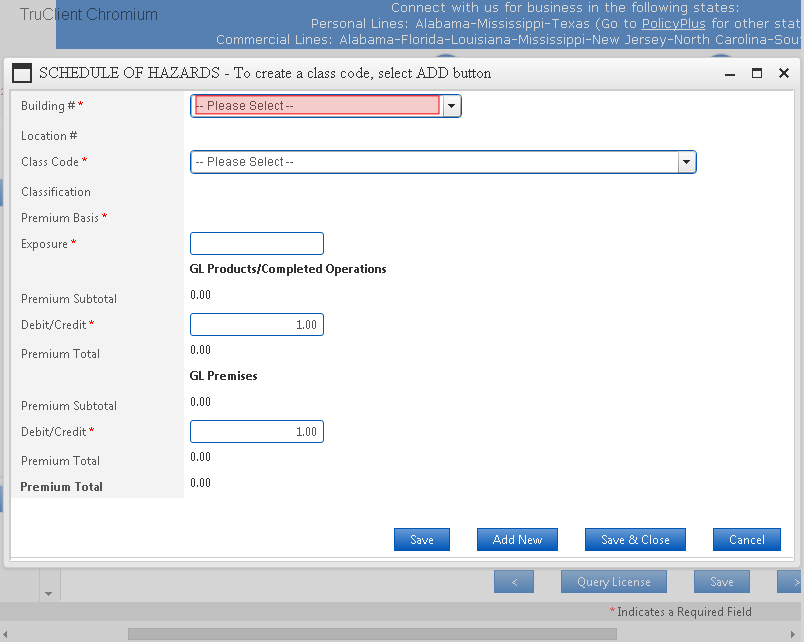 TruClient Chromium
Connect with us for business in the following states:
Personal Lines: Alabama-Mississippi-Texas (Go to PolicyPlus for other stat
Commercial Lines: Alabama-Florida-Louisiana-Mississippi-New Jersey-North Carolina-Sou
SCHEDULE OF HAZARDS - To create a class code, select ADD button
Building #* -- Please Select --
Location #
Class Code* -- Please Select --
Classification
Premium Basis*
Exposure*
GL Products/Completed Operations
Premium Subtotal 0.00
Debit/Credit* 1.00
Premium Total 0.00
GL Premises
Premium Subtotal 0.00
Debit/Credit* 1.00
Premium Total 0.00
Premium Total 0.00
Save Add New Save & Close Cancel
< Query License Save >
* Indicates a Required Field